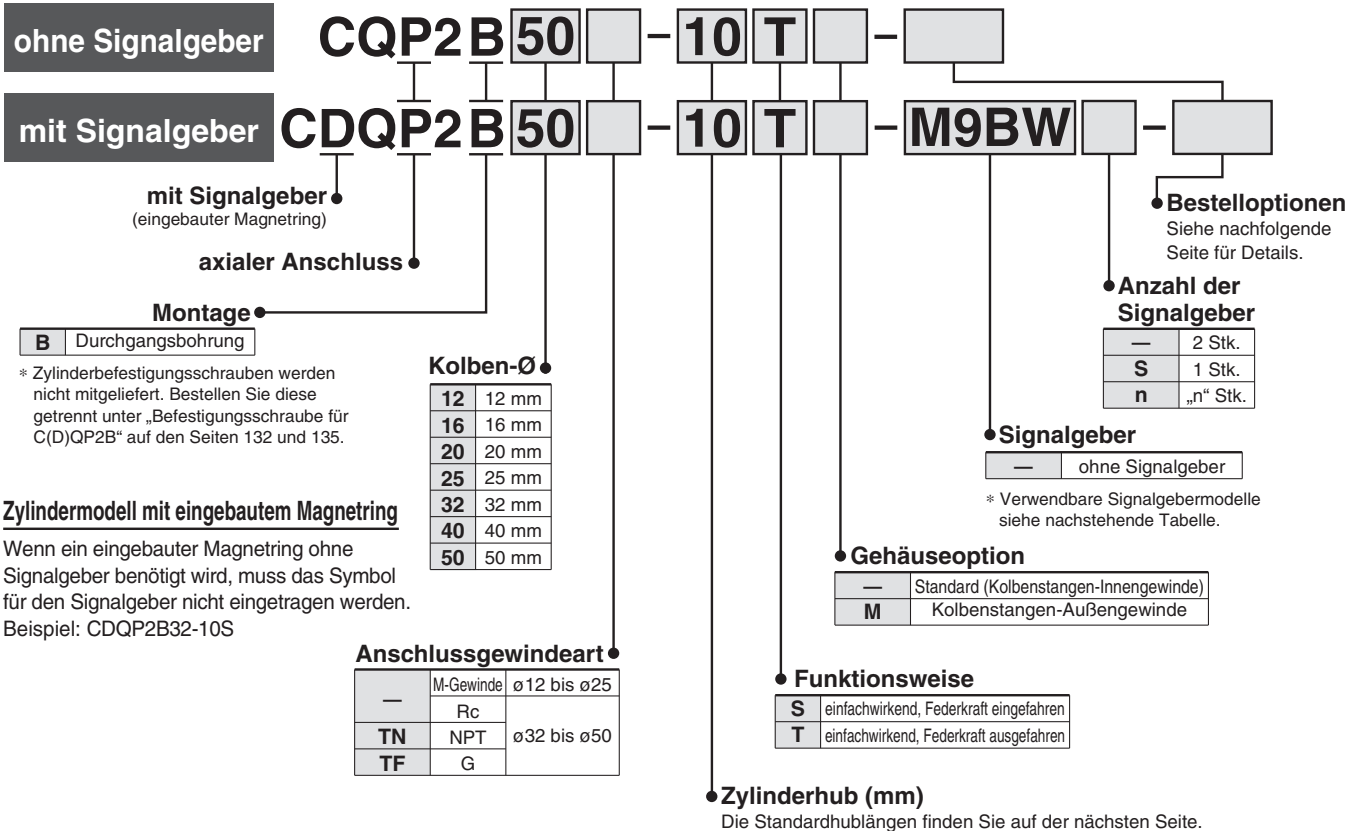 ohne Signalgeber CQP2B50 -10T -
mit Signalgeber CDQP2B50 -10T -M9BW -
mit Signalgeber
(eingebauter Magnetring)
axialer Anschluss
Montage
B Durchgangsbohrung
* Zylinderbefestigungsschrauben werden
nicht mitgeliefert. Bestellen Sie diese
getrennt unter „Befestigungsschraube für
C(D)QP2B“ auf den Seiten 132 und 135.
Zylindermodell mit eingebautem Magnetring
Wenn ein eingebauter Magnetring ohne
Signalgeber benötigt wird, muss das Symbol
für den Signalgeber nicht eingetragen werden.
Beispiel: CDQP2B32-10S
Kolben-Ø
12 12 mm
16 16 mm
20 20 mm
25 25 mm
32 32 mm
40 40 mm
50 50 mm
Anschlussgewindeart
— M-Gewinde ø12 bis ø25
Rc ø32 bis ø50
TN NPT
TF G
Bestelloptionen
Siehe nachfolgende
Seite für Details.
Anzahl der
Signalgeber
— 2 Stk.
S 1 Stk.
n „n“ Stk.
Signalgeber
— ohne Signalgeber
* Verwendbare Signalgebermodelle
siehe nachstehende Tabelle.
Gehäuseoption
— Standard (Kolbenstangen-Innengewinde)
M Kolbenstangen-Außengewinde
Funktionsweise
S einfachwirkend, Federkraft eingefahren
T einfachwirkend, Federkraft ausgefahren
Zylinderhub (mm)
Die Standardhublängen finden Sie auf der nächsten Seite.